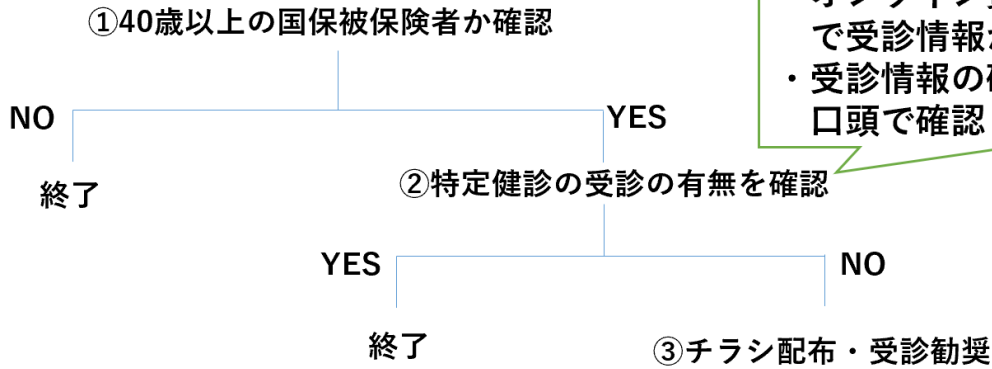 ①40歳以上の国保被保険者か確認
で受診情報
・受診情報の
口頭で確認
NO
YES
②特定健診の受診の有無を確認
終了
YES
NO
終了
③チラシ配布・受診勧奨